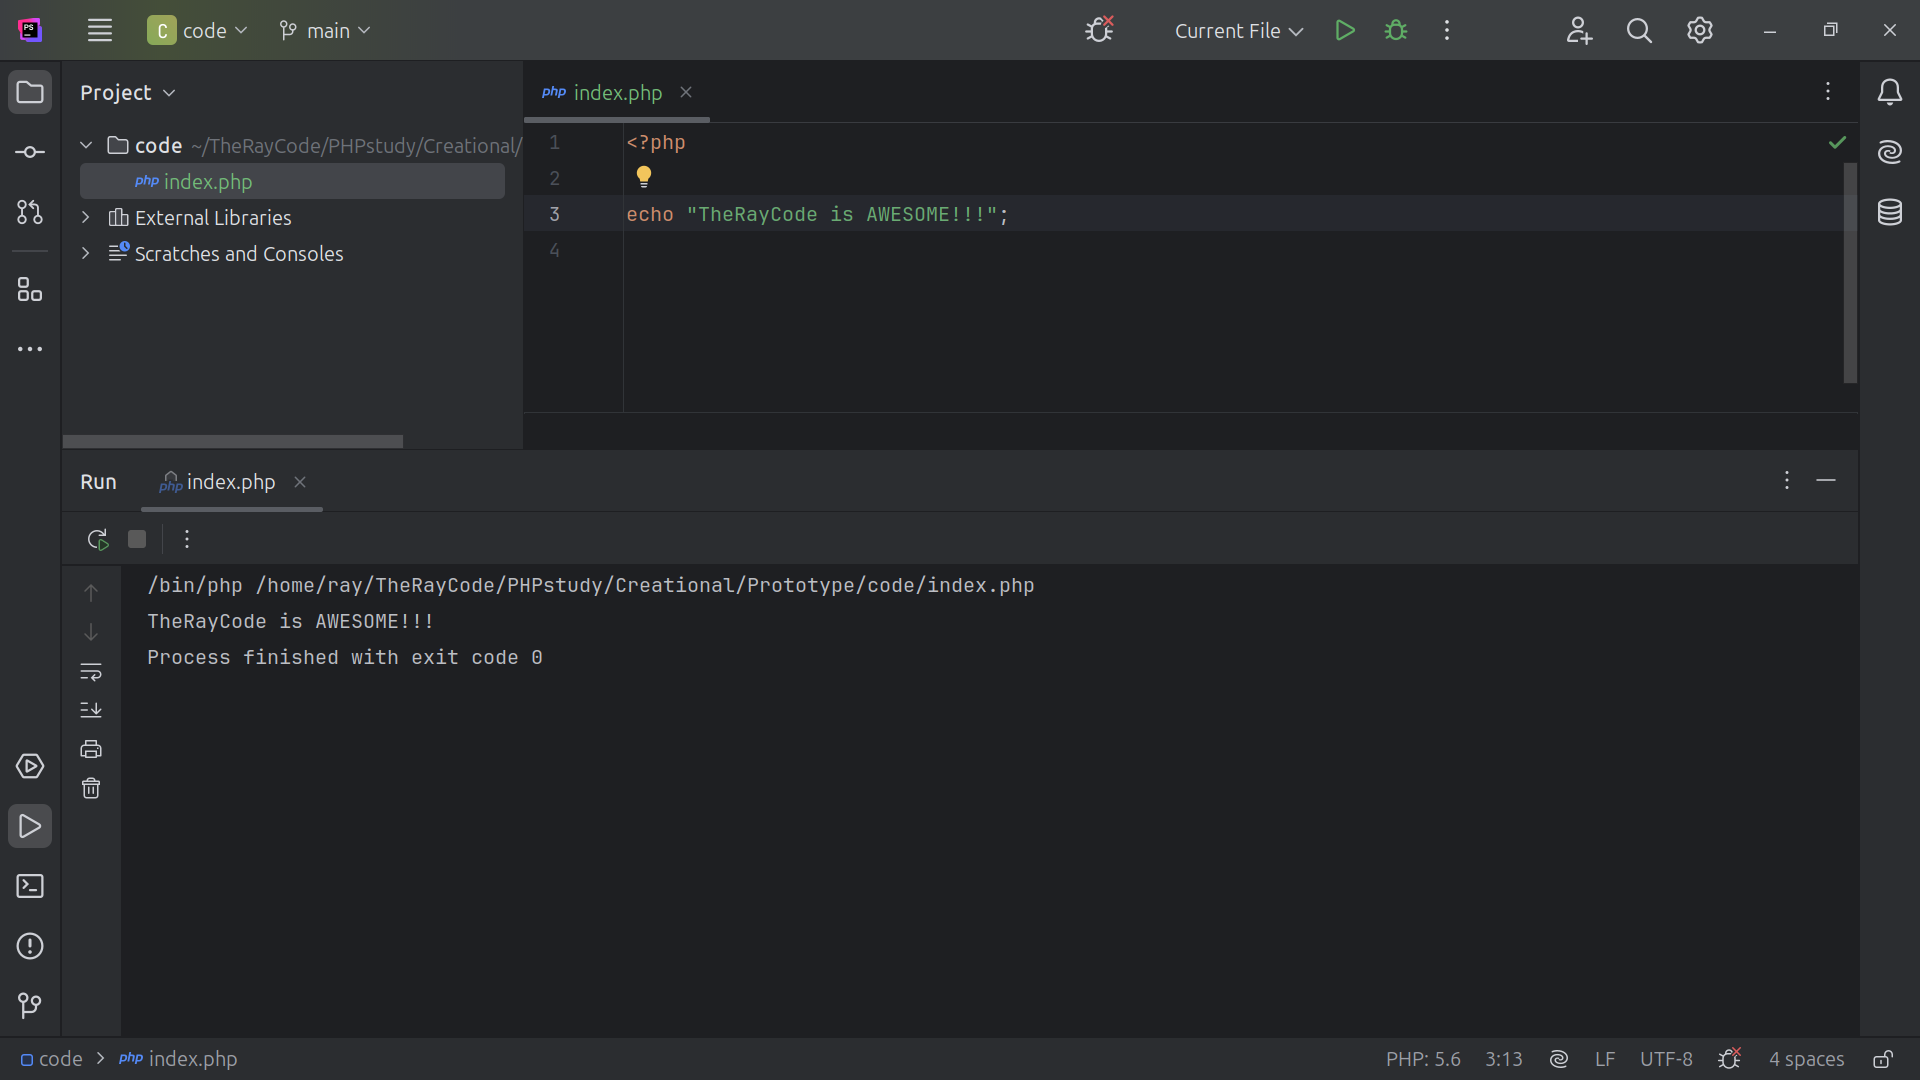 PS
C code
main
Current File
Project
code ~/TheRayCode/PHPstudy/Creational/
php index.php
External Libraries
Scratches and Consoles
php index.php
1 <?php
2
3 echo "TheRayCode is AWESOME!!!";
4
Run
php index.php
/bin/php /home/ray/TheRayCode/PHPstudy/Creational/Prototype/code/index.php
TheRayCode is AWESOME!!!
Process finished with exit code 0
code > php index.php
PHP: 5.6 3:13 LF UTF-8 4 spaces